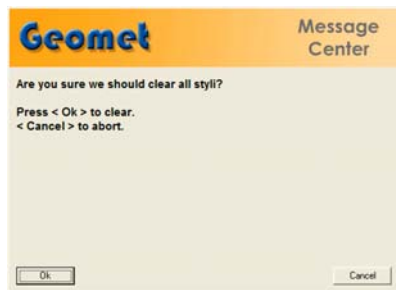 Geomet
Message
Center
Are you sure we should clear all styli?
Press < Ok > to clear.
< Cancel > to abort.
Ok
Cancel